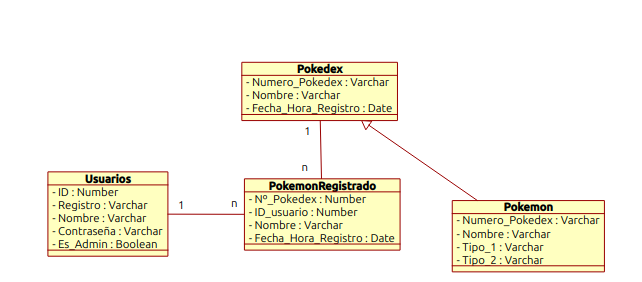 Pokedex
- Numero_Pokedex : Varchar
- Nombre : Varchar
- Fecha_Hora_Registro : Date
1
n
Usuarios
- ID : Number
- Registro : Varchar
- Nombre : Varchar
- Contraseña : Varchar
- Es_Admin : Boolean
1
n
PokemonRegistrado
- Nº_Pokedex : Number
- ID_usuario : Number
- Nombre : Varchar
- Fecha_Hora_Registro : Date
Pokemon
- Numero_Pokedex : Varchar
- Nombre : Varchar
- Tipo_1 : Varchar
- Tipo_2 : Varchar